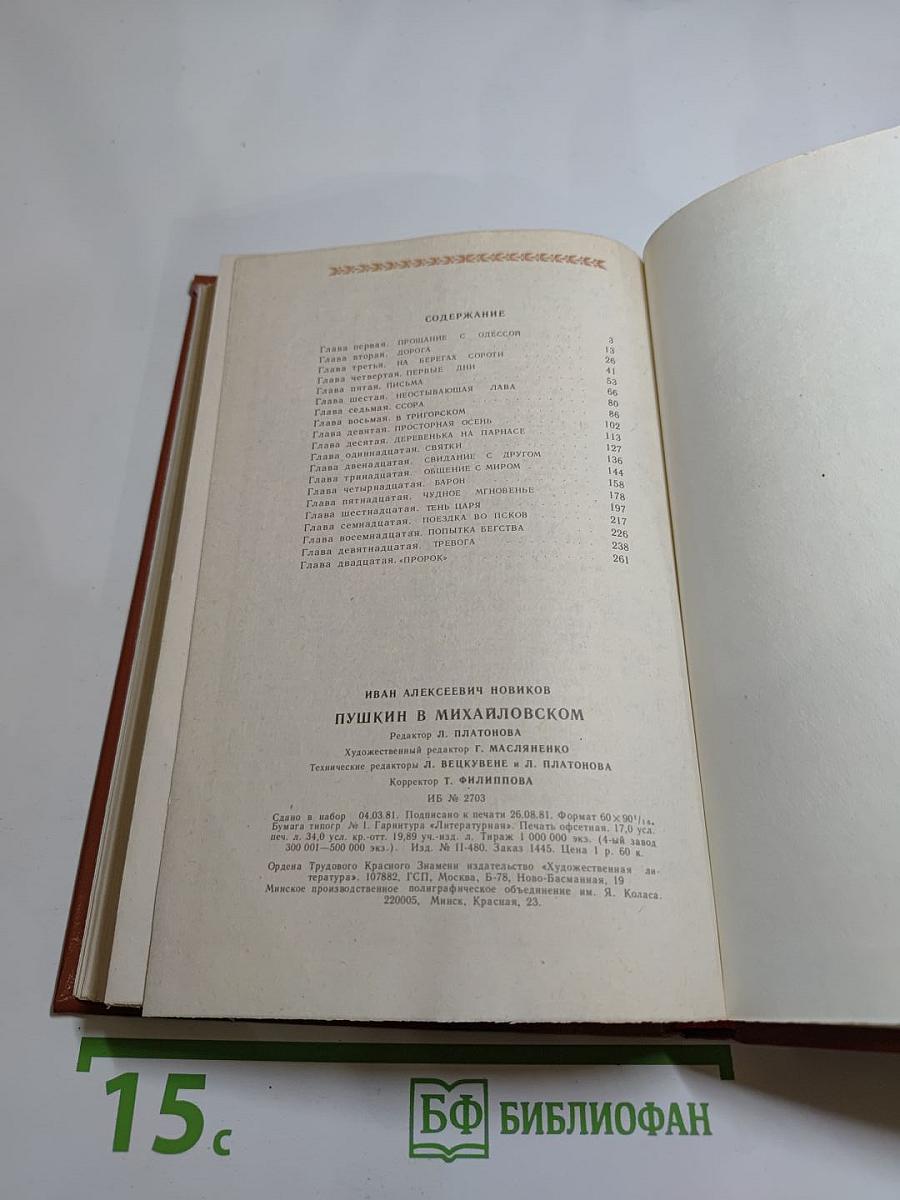 СОДЕРЖАНИЕ
Глава первая. ПРОЩАНИЕ С ОДЕССОЙ 3
Глава вторая. ДОРОГА 13
Глава третья. НА БЕРЕГАХ СОРОТИ 26
Глава четвертая. ПЕРВЫЕ ДНИ 41
Глава пятая. ПИСЬМА 53
Глава шестая. НЕОСТЫВАЮЩАЯ ЛАВА 66
Глава седьмая. ССОРА 80
Глава восьмая. В ТРИГОРСКОМ 86
Глава девятая. ПРОСТОРНАЯ ОСЕНЬ 102
Глава десятая. ДЕРЕВЕНЬКА НА ПАРНАСЕ 113
Глава одиннадцатая. СВЯТКИ 127
Глава двенадцатая. СВИДАНИЕ С ДРУГОМ 136
Глава тринадцатая. ОБЩЕНИЕ С МИРОМ 144
Глава четырнадцатая. БАРОН 158
Глава пятнадцатая. ЧУДНОЕ МГНОВЕНЬЕ 178
Глава шестнадцатая. ТЕНЬ ЦАРЯ 197
Глава семнадцатая. ПОЕЗДКА ВО ПСКОВ 217
Глава восемнадцатая. ПОПЫТКА БЕГСТВА 226
Глава девятнадцатая. ТРЕВОГА 238
Глава двадцатая. «ПРОРОК» 261
ИВАН АЛЕКСЕЕВИЧ НОВИКОВ
ПУШКИН В МИХАЙЛОВСКОМ
Редактор Л. ПЛАТОНОВА
Художественный редактор Г. МАСЛЯНЕНКО
Технические редакторы Л. ВЕЦКУВЕНЕ и Л. ПЛАТОНОВА
Корректор Т. ФИЛИППОВА
ИБ № 2703
Сдано в набор 04.03.81. Подписано к печати 26.08.81. Формат 60×90¹/₁₆.
Бумага типогр № 1. Гарнитура «Литературная». Печать офсетная. 17,0 усл.
печ. л. 34,0 усл. кр.-отт. 19,89 уч.-изд. л. Тираж 1 000 000 экз. (4-ый завод
300 001—500 000 экз.). Изд. № II-480. Заказ 1445. Цена 1 р. 60 к.
Ордена Трудового Красного Знамени издательство «Художественная ли-
тература». 107882, ГСП, Москва, Б-78, Ново-Басманная, 19
Минское производственное полиграфическое объединение им. Я. Коласа.
220005, Минск, Красная, 23.
15 с
БФ БИБЛИОФАН